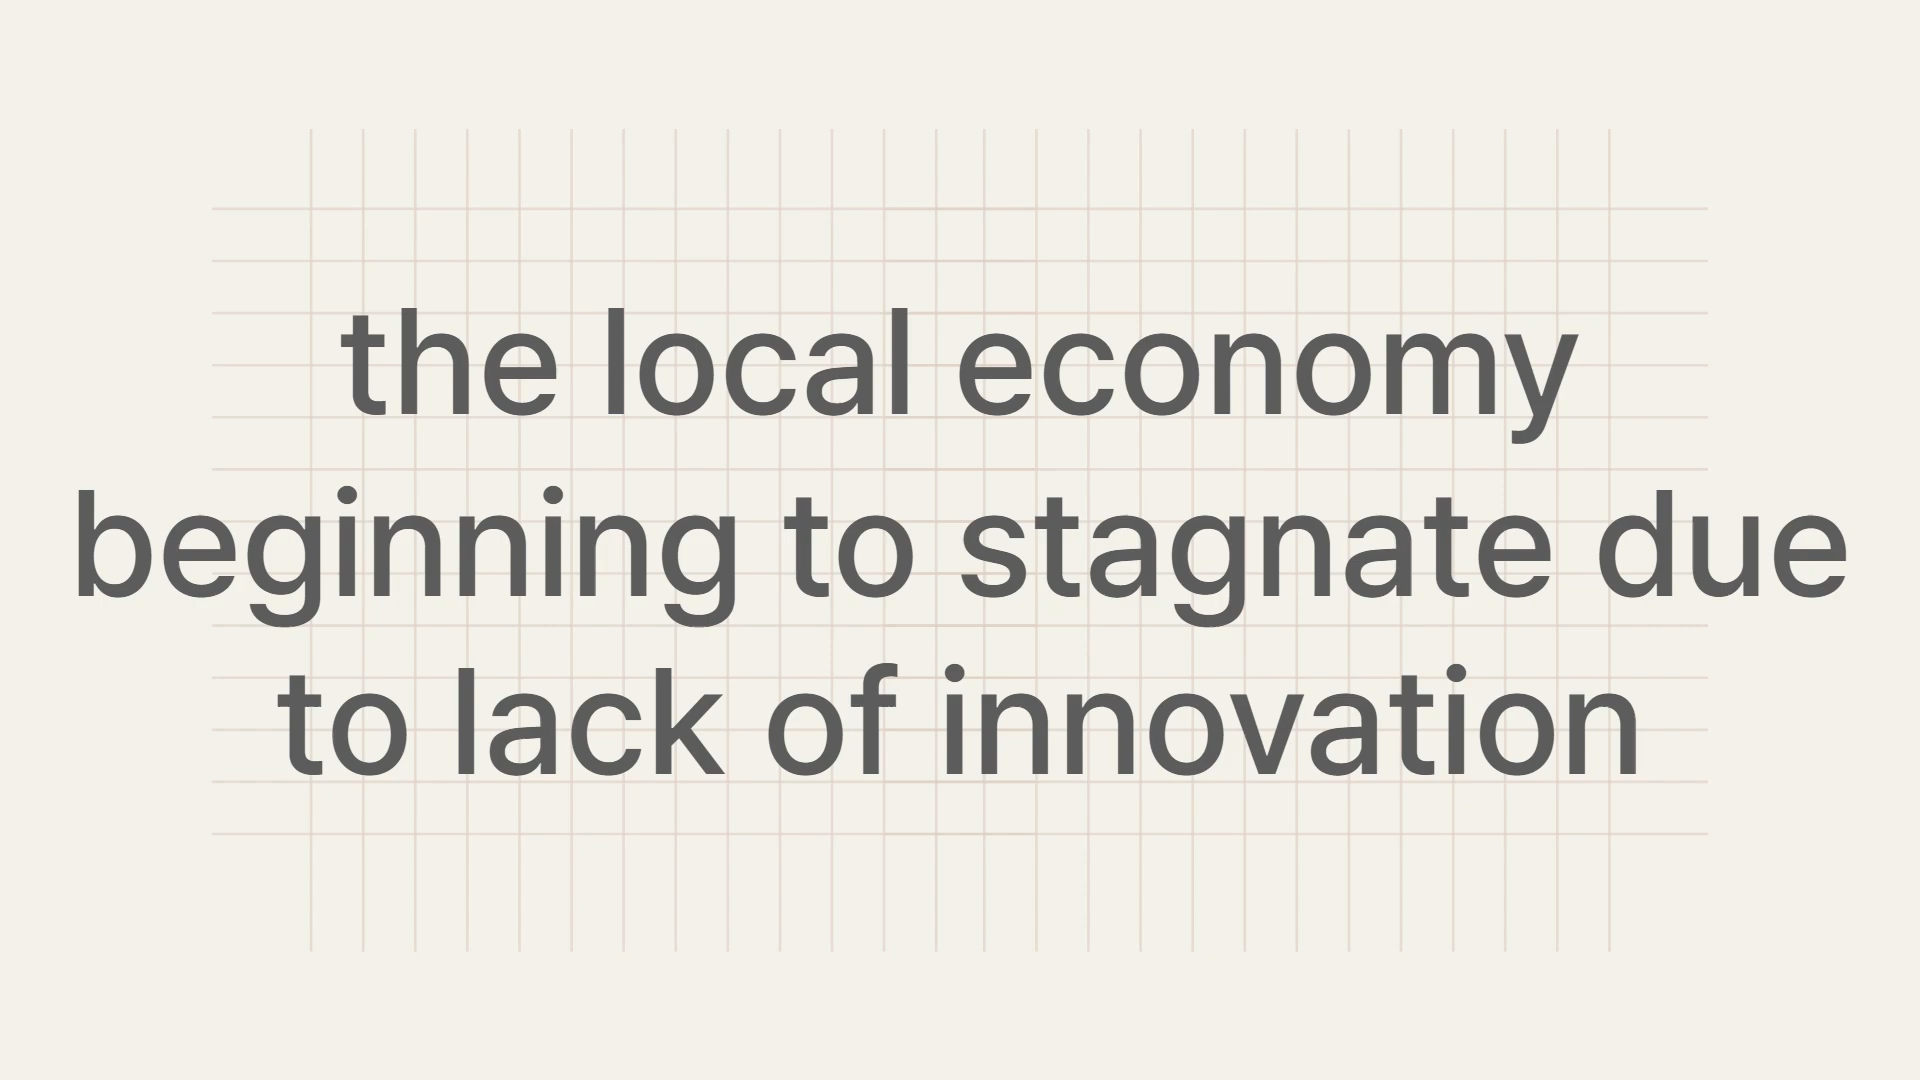 the local economy
beginning to stagnate due
to lack of innovation